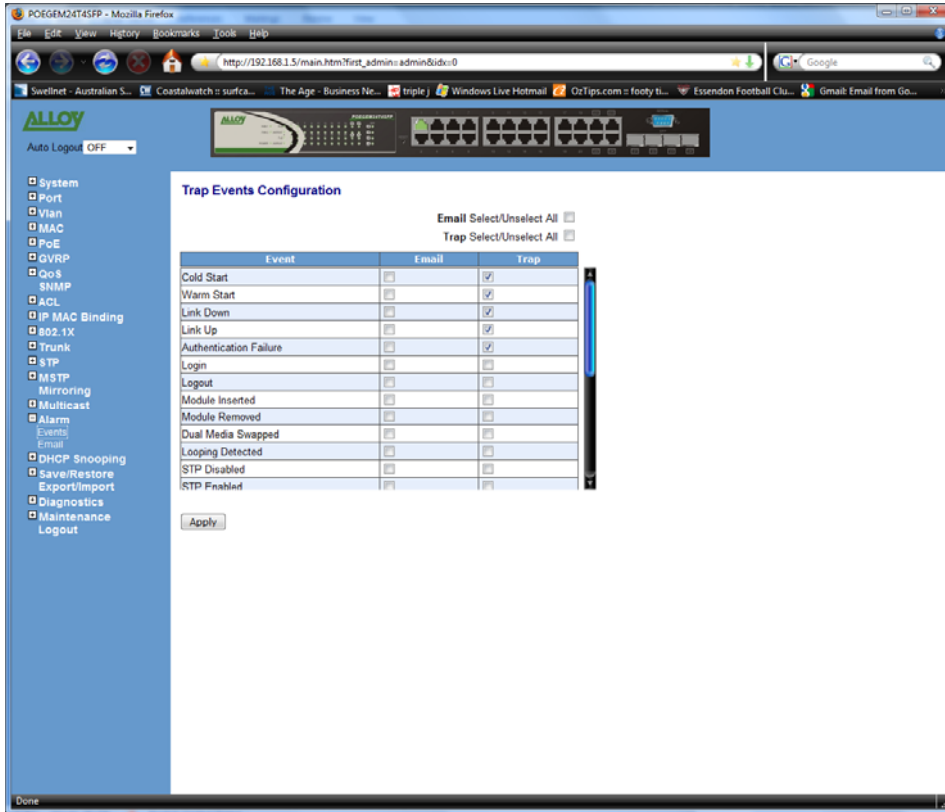 POEGEM24T4SFP - Mozilla Firefox
File Edit View History Bookmarks Tools Help
http://192.168.1.5/main.htm?first_admin=admin&idx=0
Google
Swellnet - Australian S... Coastalwatch :: surfca... The Age - Business Ne... triple j Windows Live Hotmail OzTips.com :: footy ti... Essendon Football Clu... Gmail: Email from Go...
ALLOY
Auto Logout OFF
ALLOY POEGEM24T4SFP
System
Port
Vlan
MAC
PoE
GVRP
QoS
SNMP
ACL
IP MAC Binding
802.1X
Trunk
STP
MSTP
Mirroring
Multicast
Alarm
Events
Email
DHCP Snooping
Save/Restore
Export/Import
Diagnostics
Maintenance
Logout
Trap Events Configuration
Email Select/Unselect All
Trap Select/Unselect All
Event Email Trap
Cold Start
Warm Start
Link Down
Link Up
Authentication Failure
Login
Logout
Module Inserted
Module Removed
Dual Media Swapped
Looping Detected
STP Disabled
STP Enabled
Apply
Done